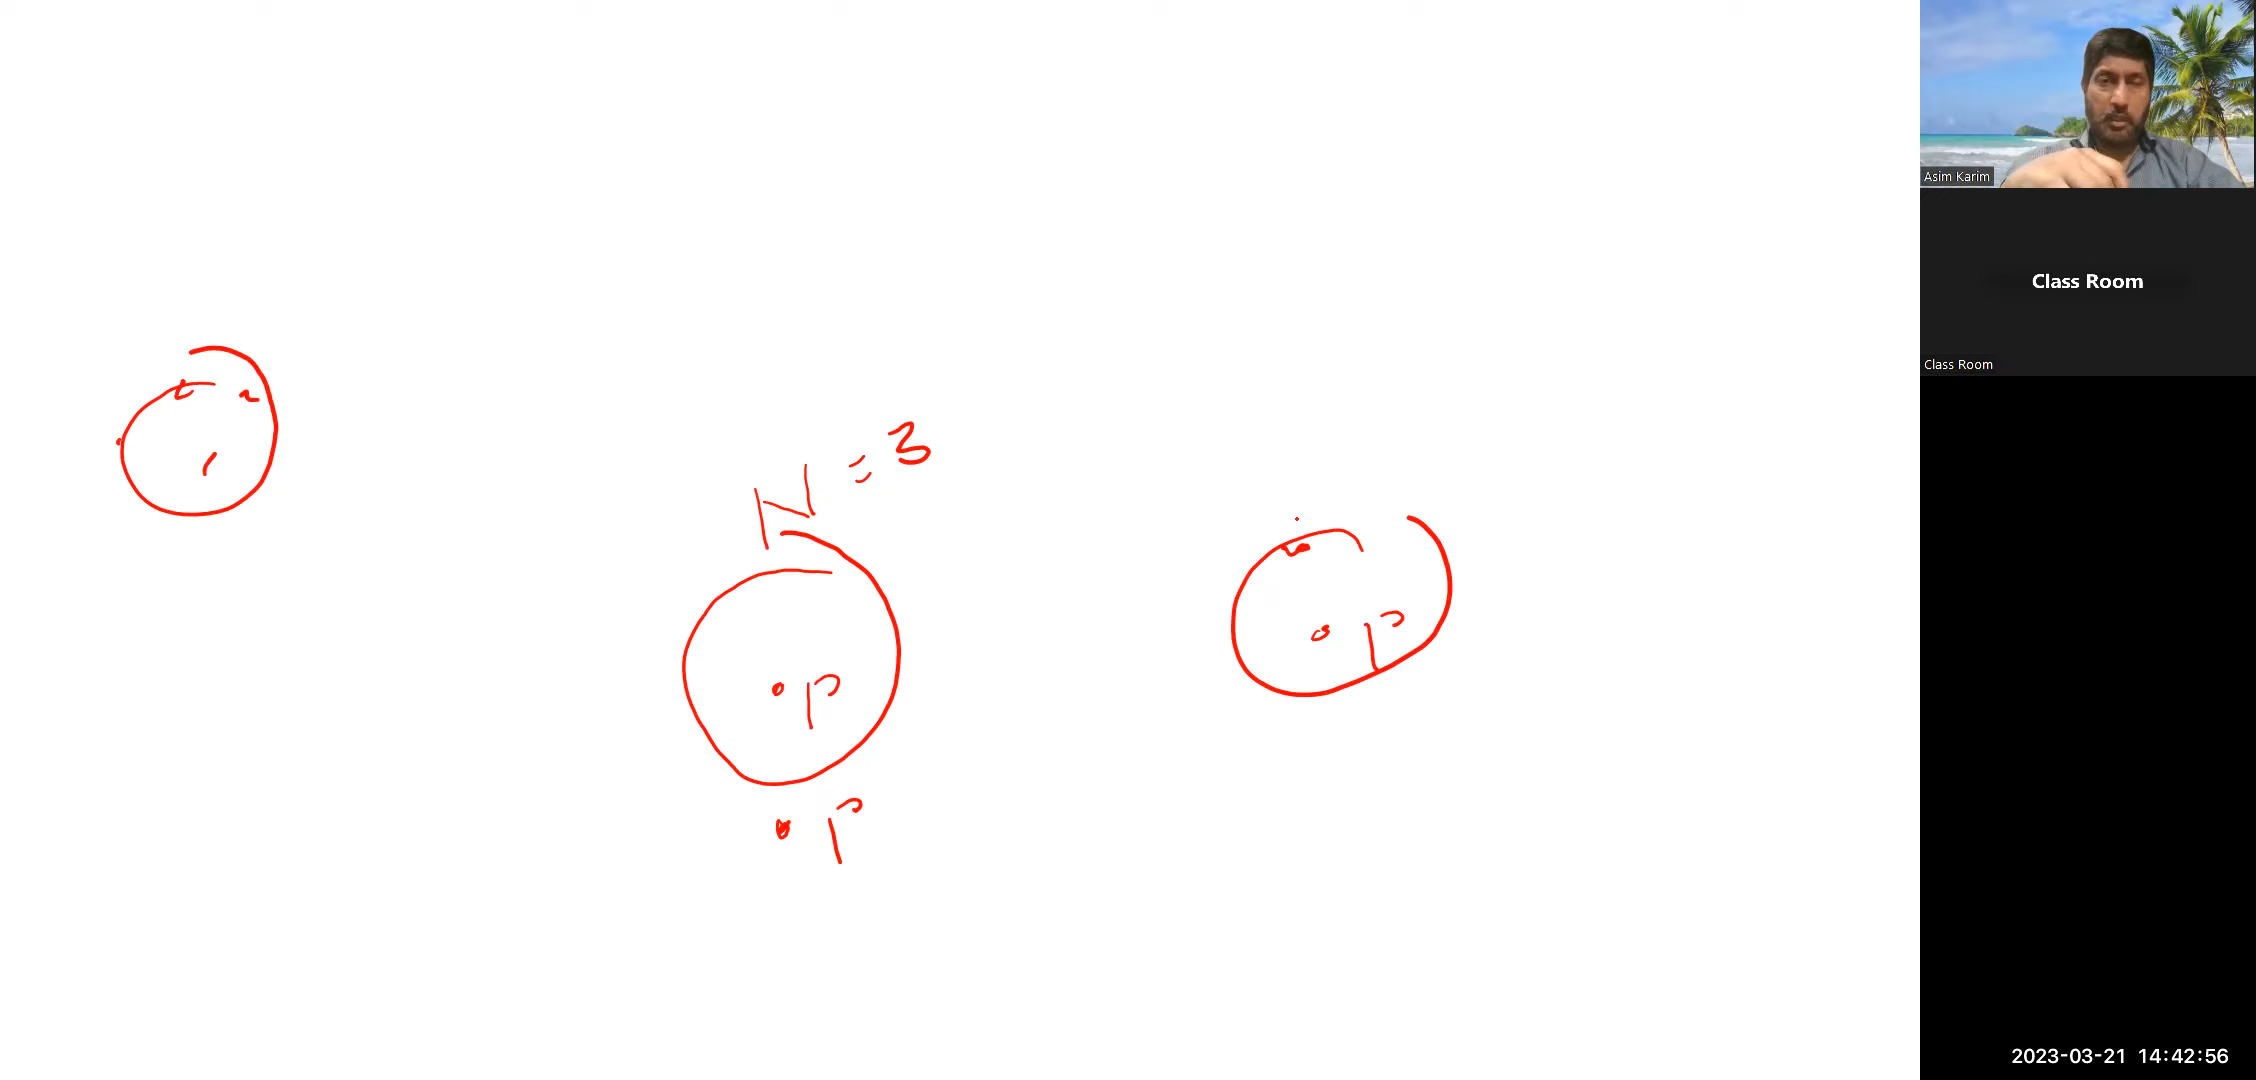 Asim Karim
Class Room
Class Room
N = 3
P
P
P
2023-03-21 14:42:56